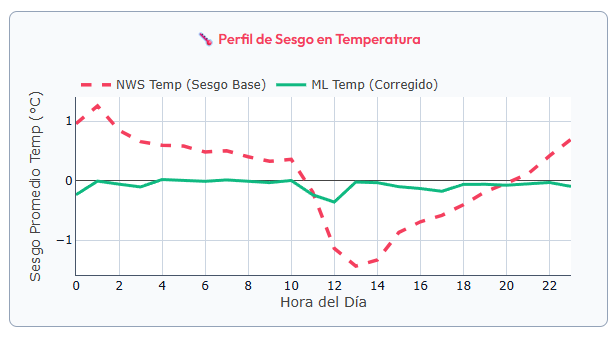 Perfil de Sesgo en Temperatura
NWS Temp (Sesgo Base) ML Temp (Corregido)
Sesgo Promedio Temp (°C)
1
0
−1
0 2 4 6 8 10 12 14 16 18 20 22
Hora del Día